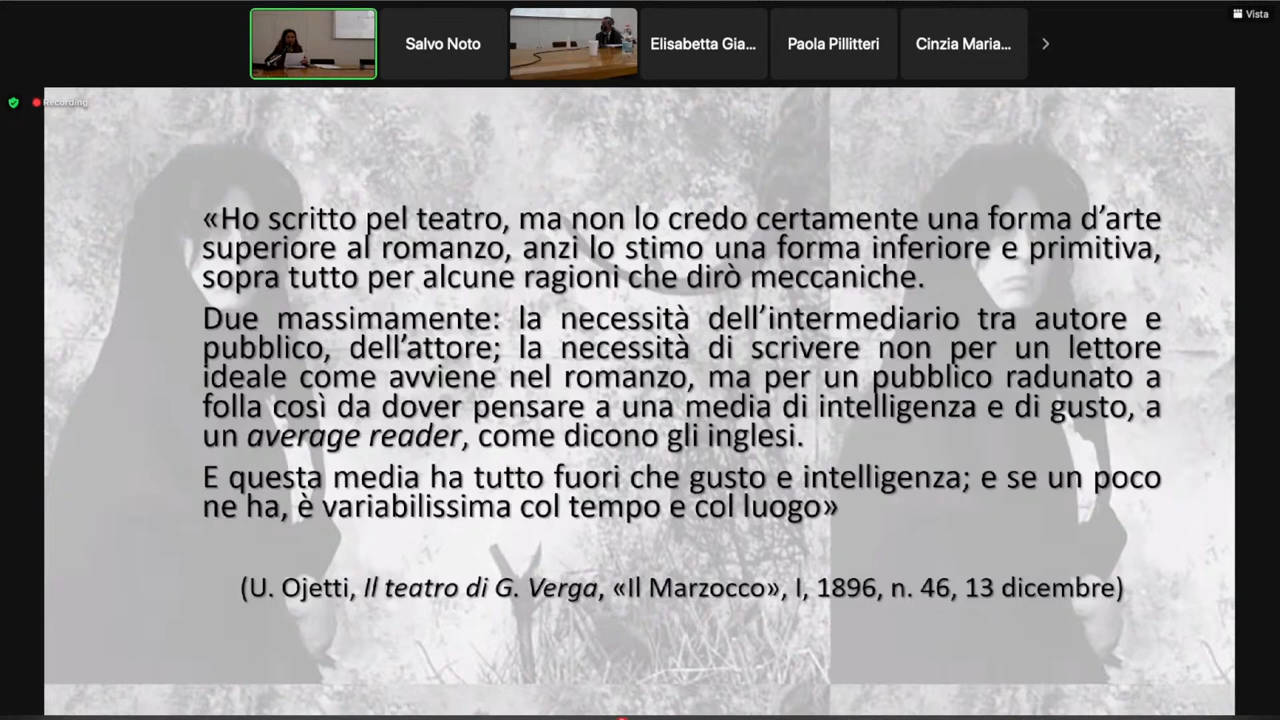 Vista
Salvo Noto
Elisabetta Gia...
Paola Pillitteri
Cinzia Maria...
Recording
«Ho scritto pel teatro, ma non lo credo certamente una forma d’arte
superiore al romanzo, anzi lo stimo una forma inferiore e primitiva,
sopra tutto per alcune ragioni che dirò meccaniche.
Due massimamente: la necessità dell’intermediario tra autore e
pubblico, dell’attore; la necessità di scrivere non per un lettore
ideale come avviene nel romanzo, ma per un pubblico radunato a
folla così da dover pensare a una media di intelligenza e di gusto, a
un average reader, come dicono gli inglesi.
E questa media ha tutto fuori che gusto e intelligenza; e se un poco
ne ha, è variabilissima col tempo e col luogo»
(U. Ojetti, Il teatro di G. Verga, «Il Marzocco», I, 1896, n. 46, 13 dicembre)